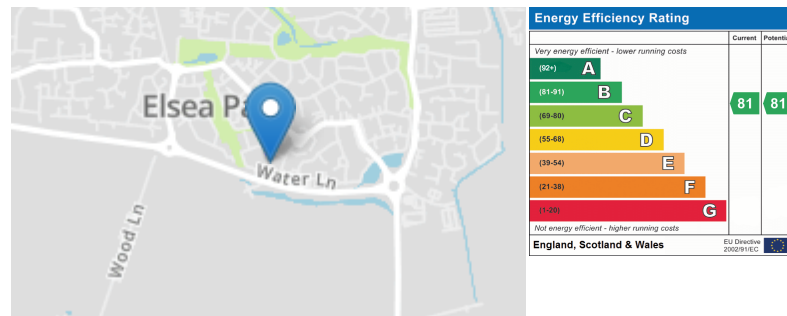 Elsea Pa
Water Ln
Wood Ln
Energy Efficiency Rating
Current Potentia
Very energy efficient - lower running costs
(92+) A
(81-91) B
(69-80) C
(55-68) D
(39-54) E
(21-38) F
(1-20) G
81 81
Not energy efficient - higher running costs
England, Scotland & Wales
EU Directive
2002/91/EC